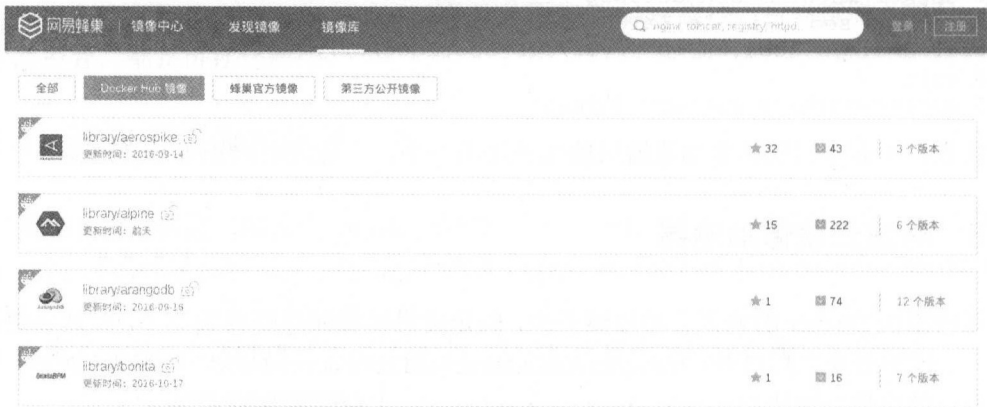 网易蜂巢 镜像中心 发现镜像 镜像库 nginx, tomcat, registry, httpd... 登录 注册
全部 Docker Hub 镜像 蜂巢官方镜像 第三方公开镜像
library/aerospike
更新时间: 2016-09-14
32 43 3 个版本
library/alpine
更新时间: 前天
15 222 6 个版本
library/arangodb
更新时间: 2016-09-18
1 74 12 个版本
library/bonita
更新时间: 2016-10-17
1 16 7 个版本